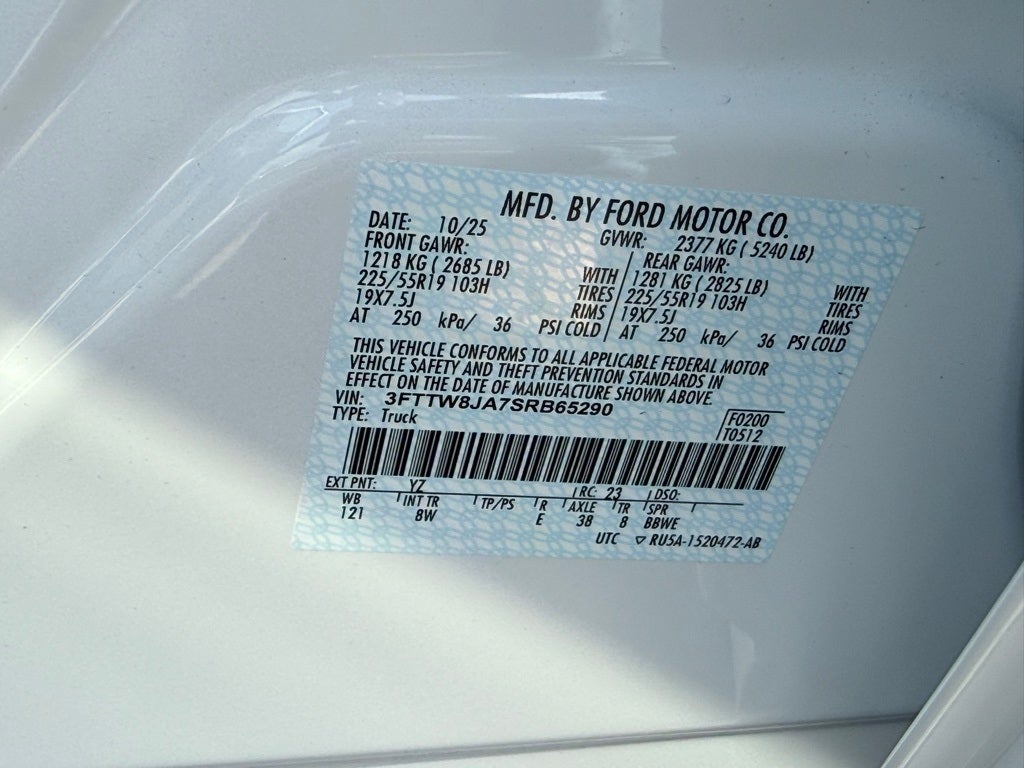 MFD. BY FORD MOTOR CO.
DATE: 10/25 GVWR: 2377 KG ( 5240 LB)
FRONT GAWR: REAR GAWR:
1218 KG ( 2685 LB) WITH 1281 KG ( 2825 LB) WITH
225/55R19 103H TIRES 225/55R19 103H TIRES
19X7.5J RIMS 19X7.5J RIMS
AT 250 kPa/ 36 PSI COLD AT 250 kPa/ 36 PSI COLD
THIS VEHICLE CONFORMS TO ALL APPLICABLE FEDERAL MOTOR
VEHICLE SAFETY AND THEFT PREVENTION STANDARDS IN
EFFECT ON THE DATE OF MANUFACTURE SHOWN ABOVE.
VIN: 3FTTW8JA7SRB65290 F0200
TYPE: Truck T0512
EXT PNT: YZ RC: 23 DSO:
WB INT TR TP/PS R AXLE TR SPR
121 8W E 38 8 BBWE
UTC ▽ RU5A-1520472-AB